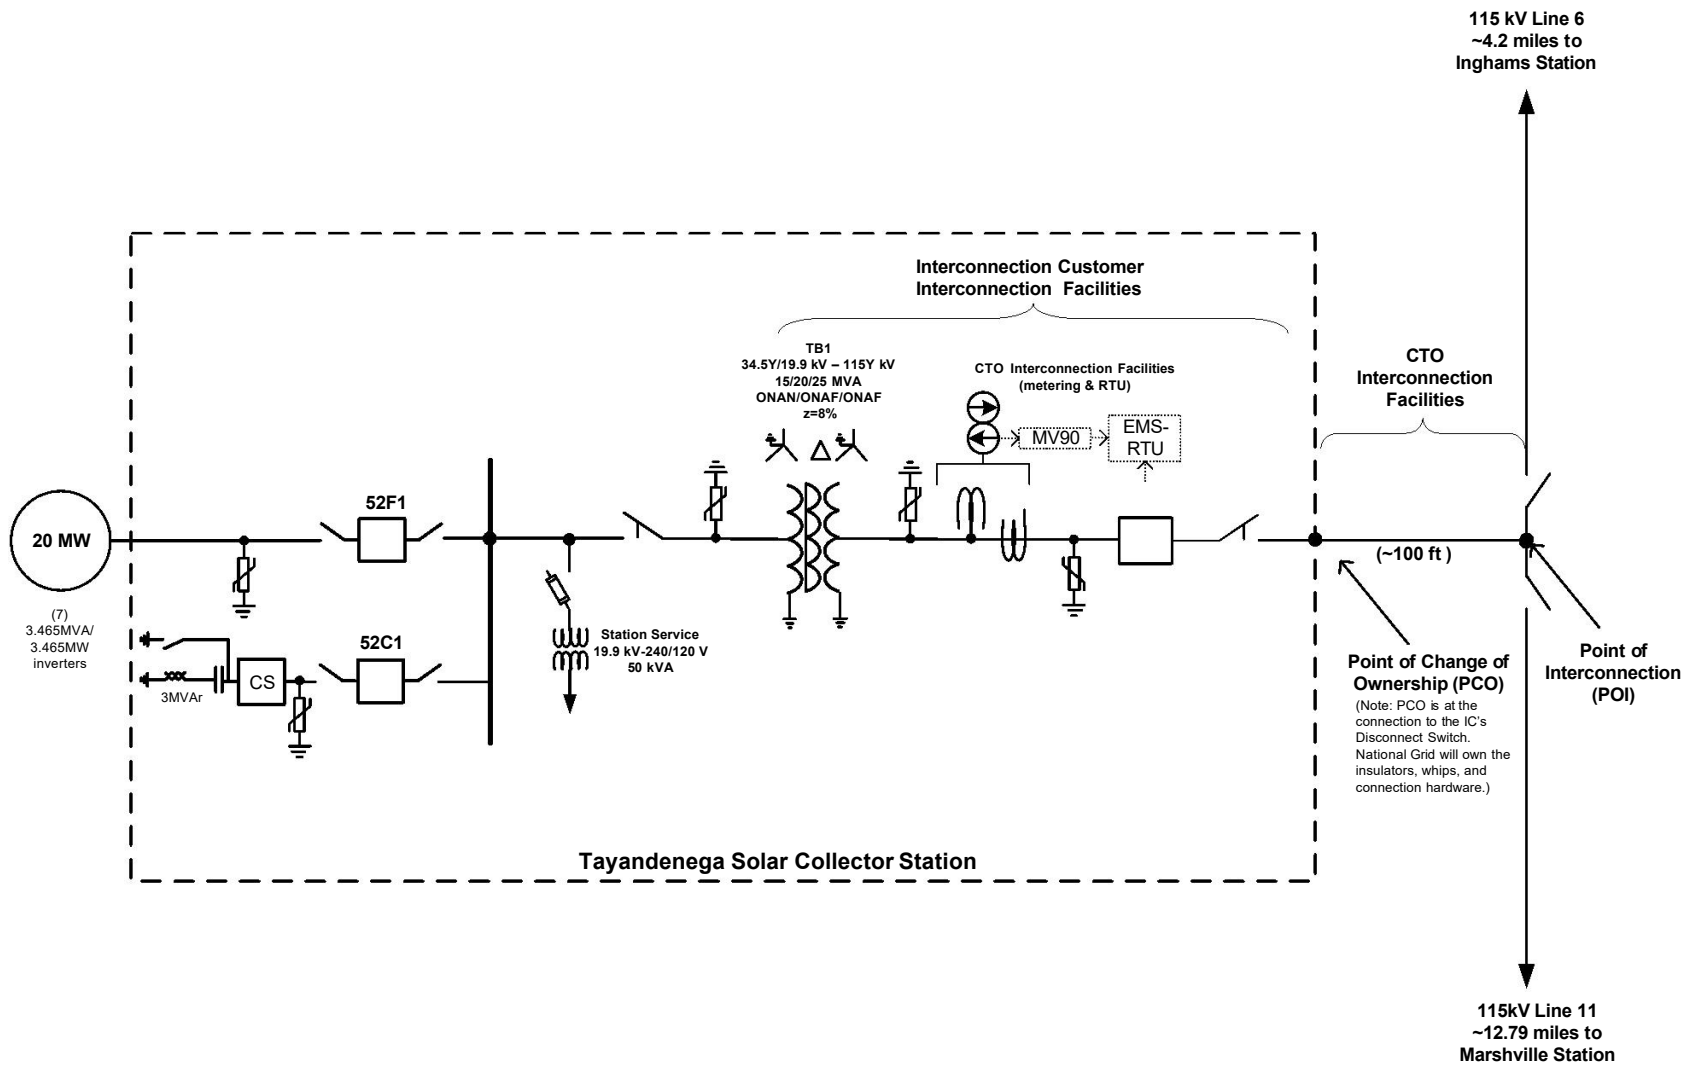 115 kV Line 6
~4.2 miles to
Inghams Station
Interconnection Customer
Interconnection Facilities
TB1
34.5Y/19.9 kV – 115Y kV
15/20/25 MVA
ONAN/ONAF/ONAF
z=8%
CTO Interconnection Facilities
(metering & RTU)
MV90
EMS-
RTU
CTO
Interconnection
Facilities
20 MW
(7)
3.465MVA/
3.465MW
inverters
52F1
52C1
CS
3MVAr
Station Service
19.9 kV-240/120 V
50 kVA
(~100 ft )
Point of Change of
Ownership (PCO)
(Note: PCO is at the
connection to the IC's
Disconnect Switch.
National Grid will own the
insulators, whips, and
connection hardware.)
Point of
Interconnection
(POI)
Tayandenega Solar Collector Station
115kV Line 11
~12.79 miles to
Marshville Station